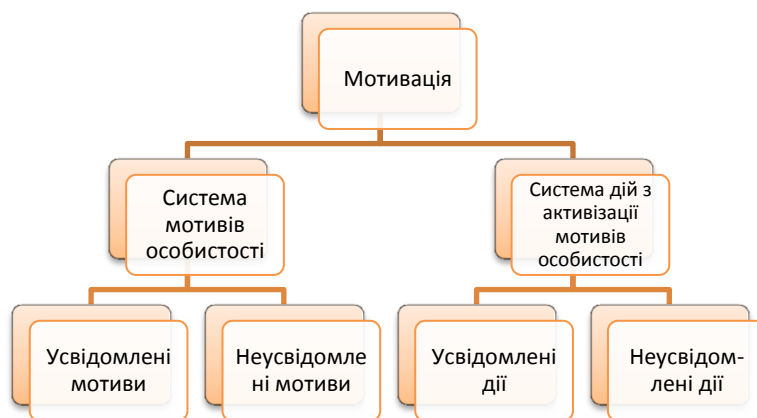 Мотивація
Система
мотивів
особистості
Система дій з
активізації
мотивів
особистості
Усвідомлені
мотиви
Неусвідомле
ні мотиви
Усвідомлені
дії
Неусвідом-
лені дії